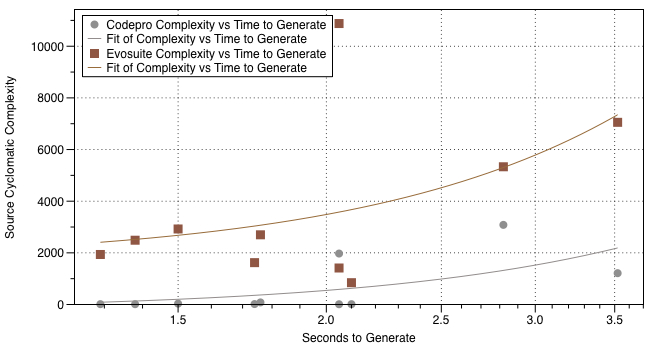 Codepro Complexity vs Time to Generate
Fit of Complexity vs Time to Generate
Evosuite Complexity vs Time to Generate
Fit of Complexity vs Time to Generate
Source Cyclomatic Complexity
10000
8000
6000
4000
2000
0
1.5 2.0 2.5 3.0 3.5
Seconds to Generate